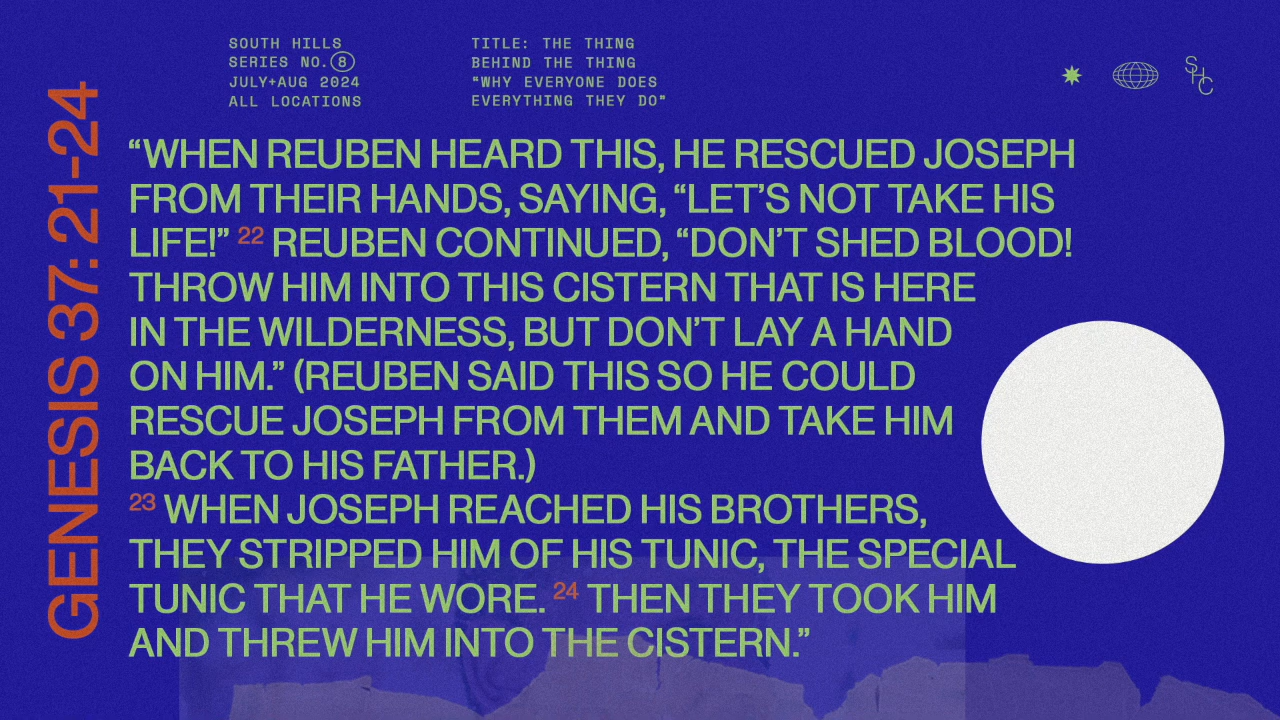 SOUTH HILLS
SERIES NO. 8
JULY+AUG 2024
ALL LOCATIONS
TITLE: THE THING
BEHIND THE THING
“WHY EVERYONE DOES
EVERYTHING THEY DO”
SHC
GENESIS 37: 21-24
“WHEN REUBEN HEARD THIS, HE RESCUED JOSEPH
FROM THEIR HANDS, SAYING, “LET’S NOT TAKE HIS
LIFE!” 22 REUBEN CONTINUED, “DON’T SHED BLOOD!
THROW HIM INTO THIS CISTERN THAT IS HERE
IN THE WILDERNESS, BUT DON’T LAY A HAND
ON HIM.” (REUBEN SAID THIS SO HE COULD
RESCUE JOSEPH FROM THEM AND TAKE HIM
BACK TO HIS FATHER.)
23 WHEN JOSEPH REACHED HIS BROTHERS,
THEY STRIPPED HIM OF HIS TUNIC, THE SPECIAL
TUNIC THAT HE WORE. 24 THEN THEY TOOK HIM
AND THREW HIM INTO THE CISTERN.”